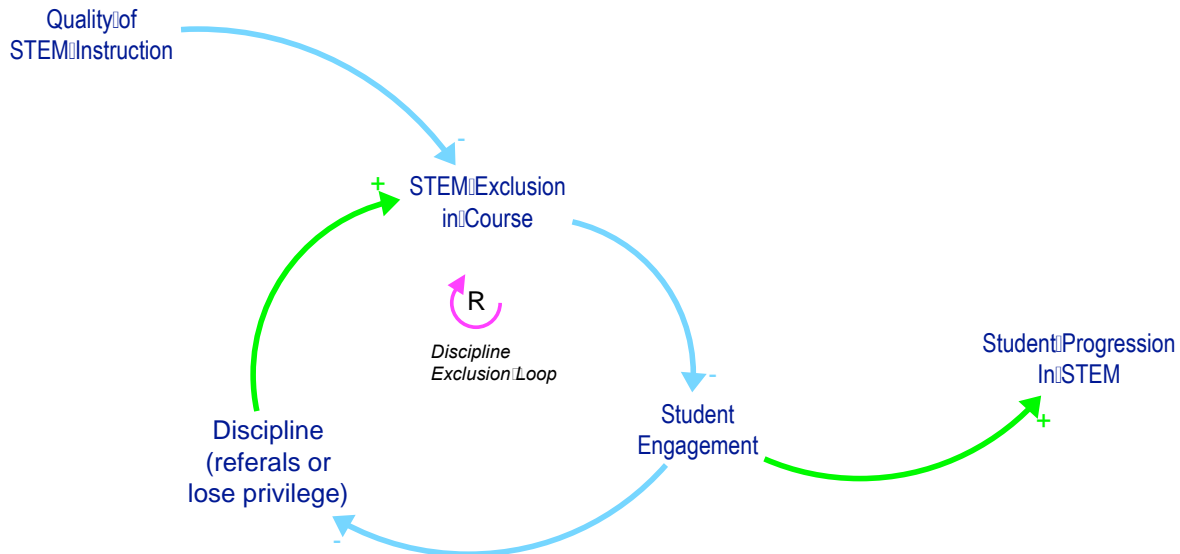 Quality of
STEM Instruction
-
+
STEM Exclusion
in Course
R
Discipline
Exclusion Loop
Student Progression
In STEM
+
-
Student
Engagement
Discipline
(referals or
lose privilege)
-